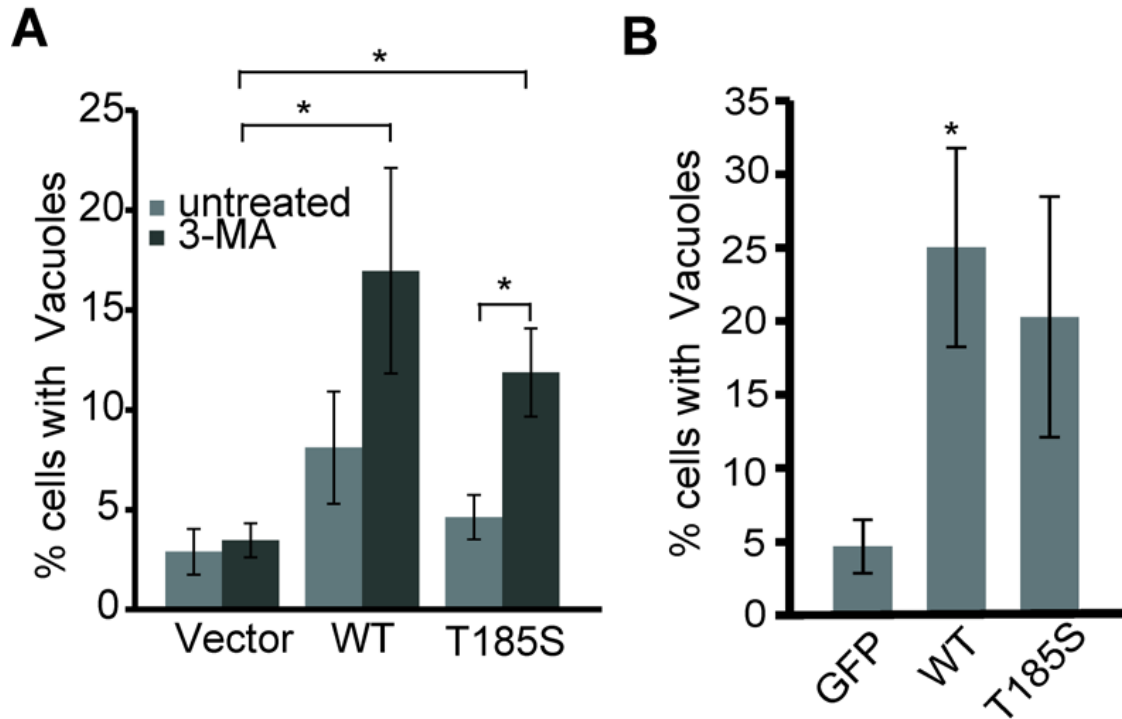 A
% cells with Vacuoles
25
20
15
10
5
0
untreated
3-MA
*
*
*
Vector WT T185S
B
% cells with Vacuoles
35
30
25
20
15
10
5
0
*
GFP
WT
T185S